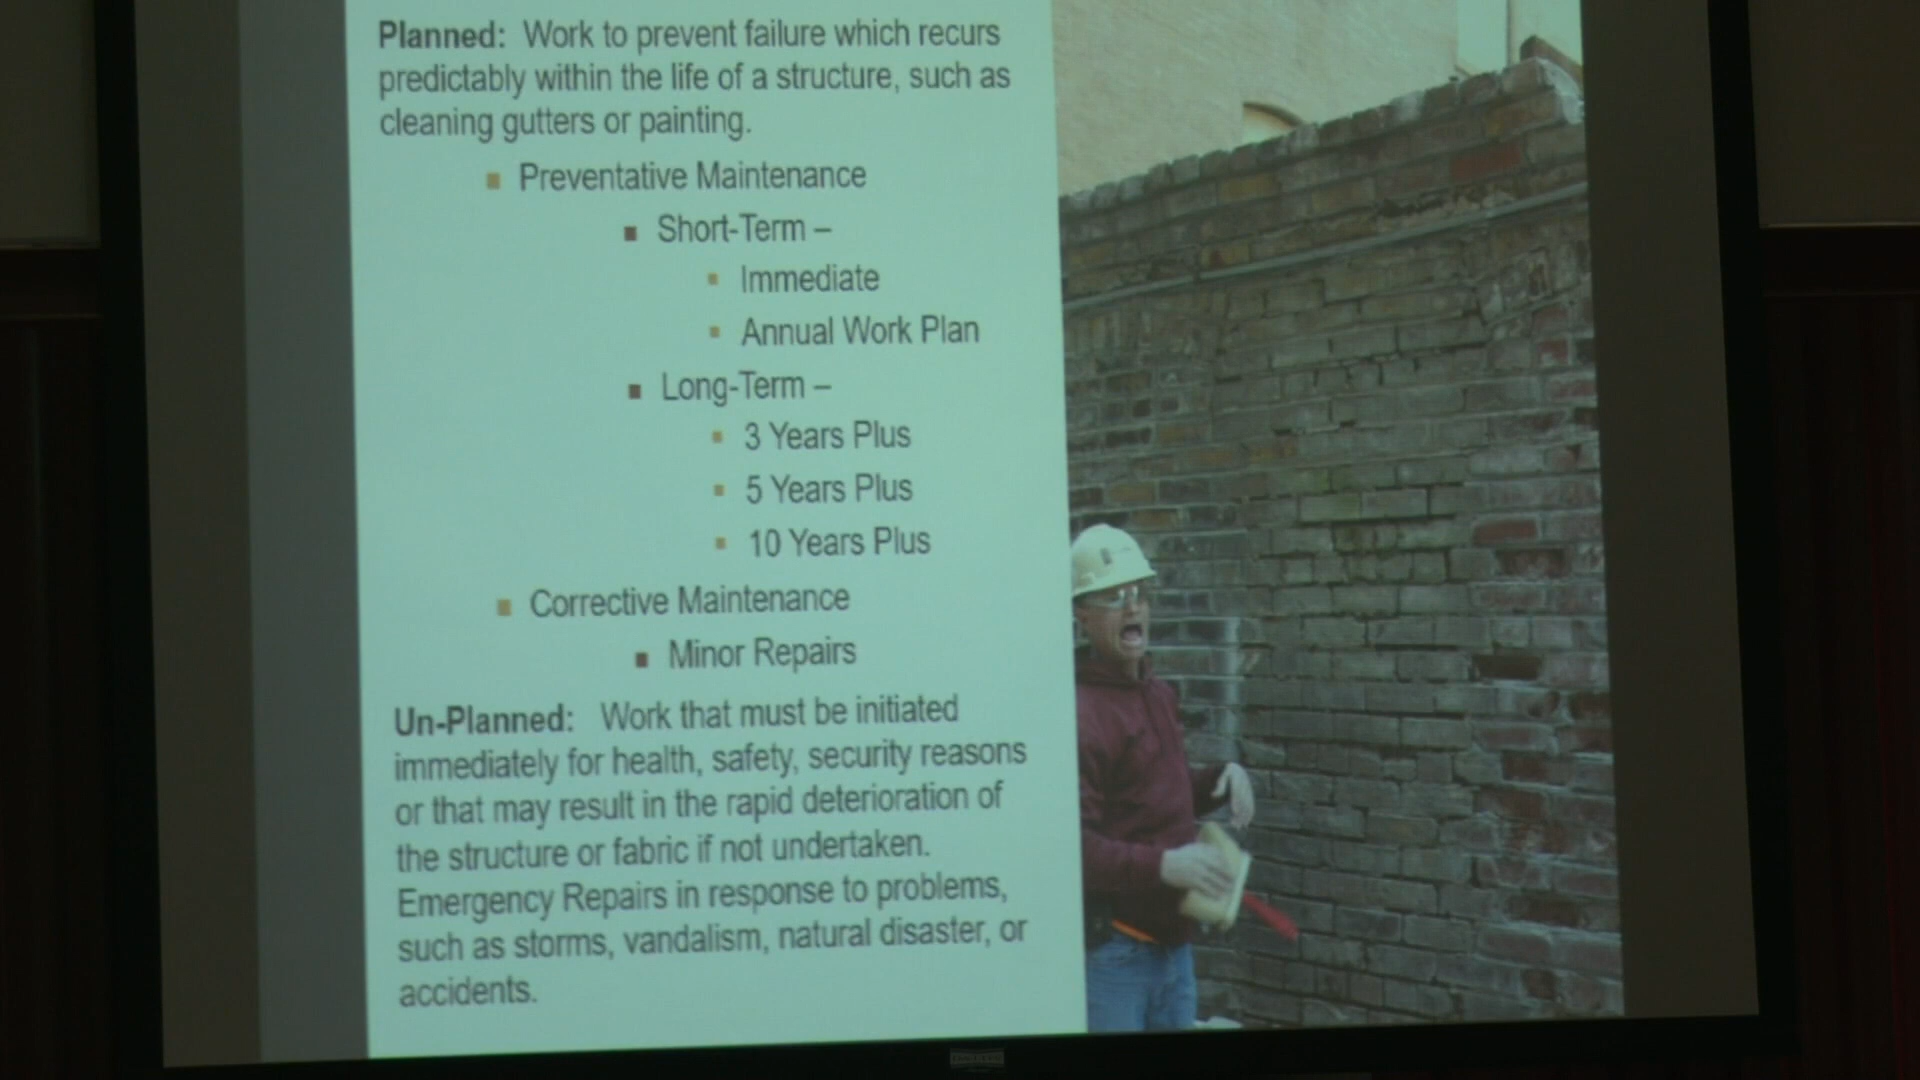 Planned: Work to prevent failure which recurs
predictably within the life of a structure, such as
cleaning gutters or painting.
Preventative Maintenance
Short-Term –
Immediate
Annual Work Plan
Long-Term –
3 Years Plus
5 Years Plus
10 Years Plus
Corrective Maintenance
Minor Repairs
Un-Planned: Work that must be initiated
immediately for health, safety, security reasons
or that may result in the rapid deterioration of
the structure or fabric if not undertaken.
Emergency Repairs in response to problems,
such as storms, vandalism, natural disaster, or
accidents.